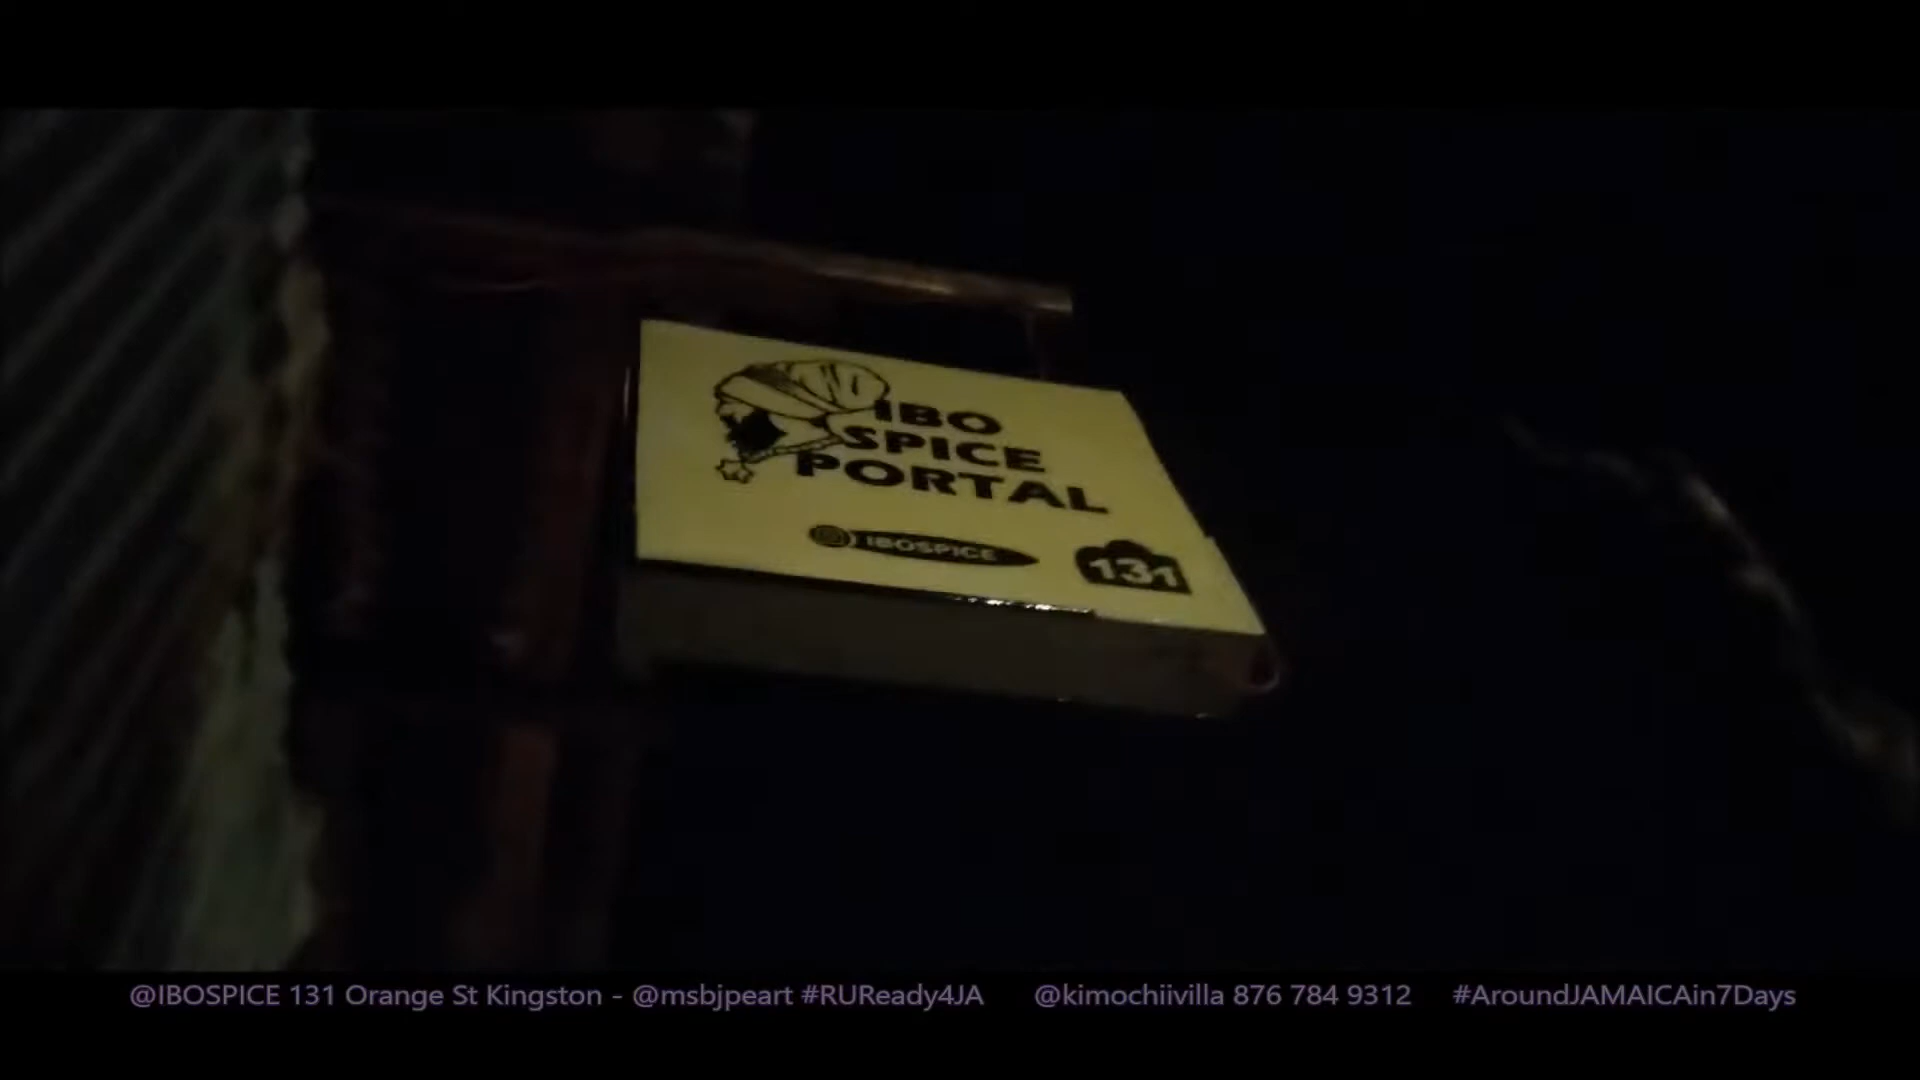 IBO
SPICE
PORTAL
IBOSPICE
131
@IBOSPICE 131 Orange St Kingston - @msbjpeart #RUReady4JA @kimochiivilla 876 784 9312 #AroundJAMAICAin7Days